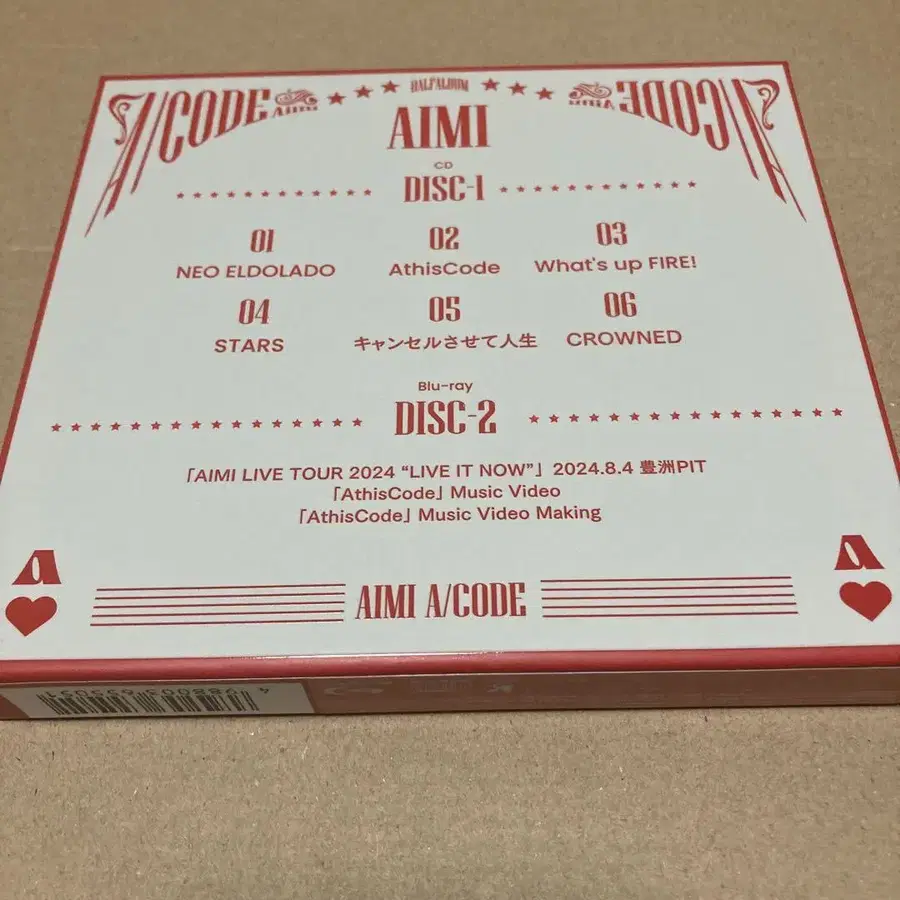 A/CODE AIMI ★★★ HALF ALBUM ★★★ AIMI A/CODE
AIMI
CD
DISC-1
01
02
03
NEO ELDOLADO
AthisCode
What's up FIRE!
04
05
06
STARS
キャンセルさせて人生
CROWNED
Blu-ray
DISC-2
「AIMI LIVE TOUR 2024 “LIVE IT NOW”」 2024.8.4 豊洲PIT
「AthisCode」 Music Video
「AthisCode」 Music Video Making
a
a
AIMI A/CODE